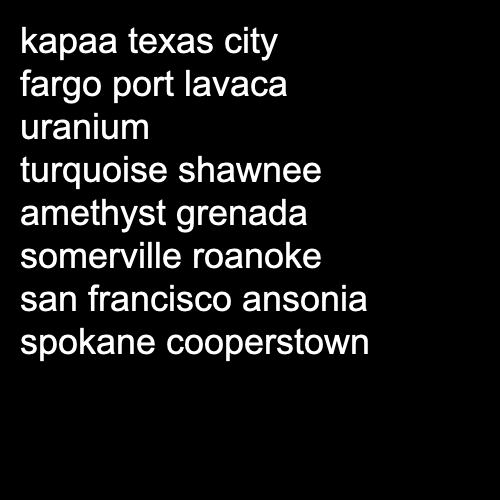 kapaa texas city
fargo port lavaca
uranium
turquoise shawnee
amethyst grenada
somerville roanoke
san francisco ansonia
spokane cooperstown